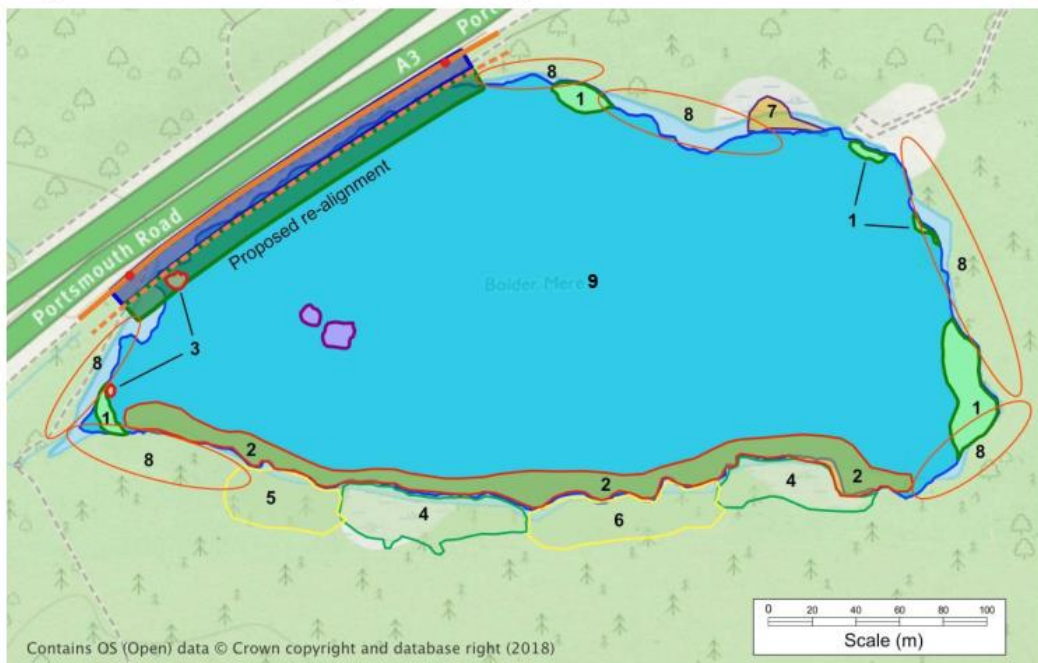 Port
A3
8
1
8
7
Proposed re-alignment
1
Portsmouth Road
Bolder Mere
9
8
3
8
1
1
2
8
8
2
2
4
5
4
6
0 20 40 60 80 100
Scale (m)
Contains OS (Open) data © Crown copyright and database right (2018)